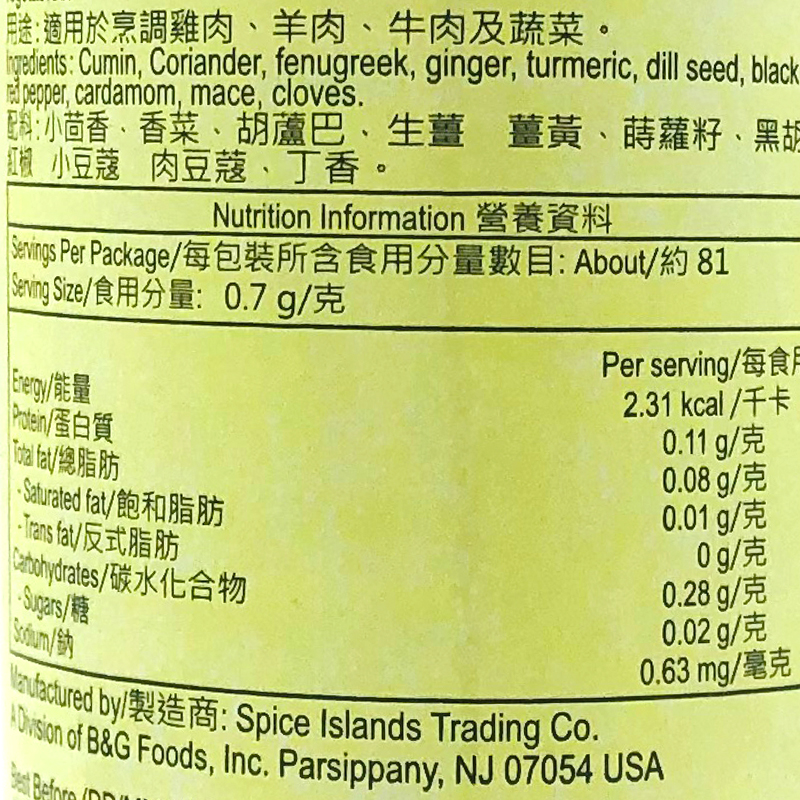 用途:適用於烹調雞肉、羊肉、牛肉及蔬菜。
Ingredients: Cumin, Coriander, fenugreek, ginger, turmeric, dill seed, black
red pepper, cardamom, mace, cloves.
配料:小茴香、香菜、胡蘆巴、生薑 薑黃、蒔蘿籽、黑胡
紅椒 小豆蔻 肉豆蔻、丁香。
Nutrition Information 營養資料
Servings Per Package/每包裝所含食用分量數目: About/約 81
Serving Size/食用分量: 0.7 g/克
Per serving/每食用
Energy/能量 2.31 kcal /千卡
Protein/蛋白質 0.11 g/克
Total fat/總脂肪 0.08 g/克
- Saturated fat/飽和脂肪 0.01 g/克
- Trans fat/反式脂肪 0 g/克
Carbohydrates/碳水化合物 0.28 g/克
- Sugars/糖 0.02 g/克
Sodium/鈉 0.63 mg/毫克
Manufactured by/製造商: Spice Islands Trading Co.
A Division of B&G Foods, Inc. Parsippany, NJ 07054 USA
Best Before